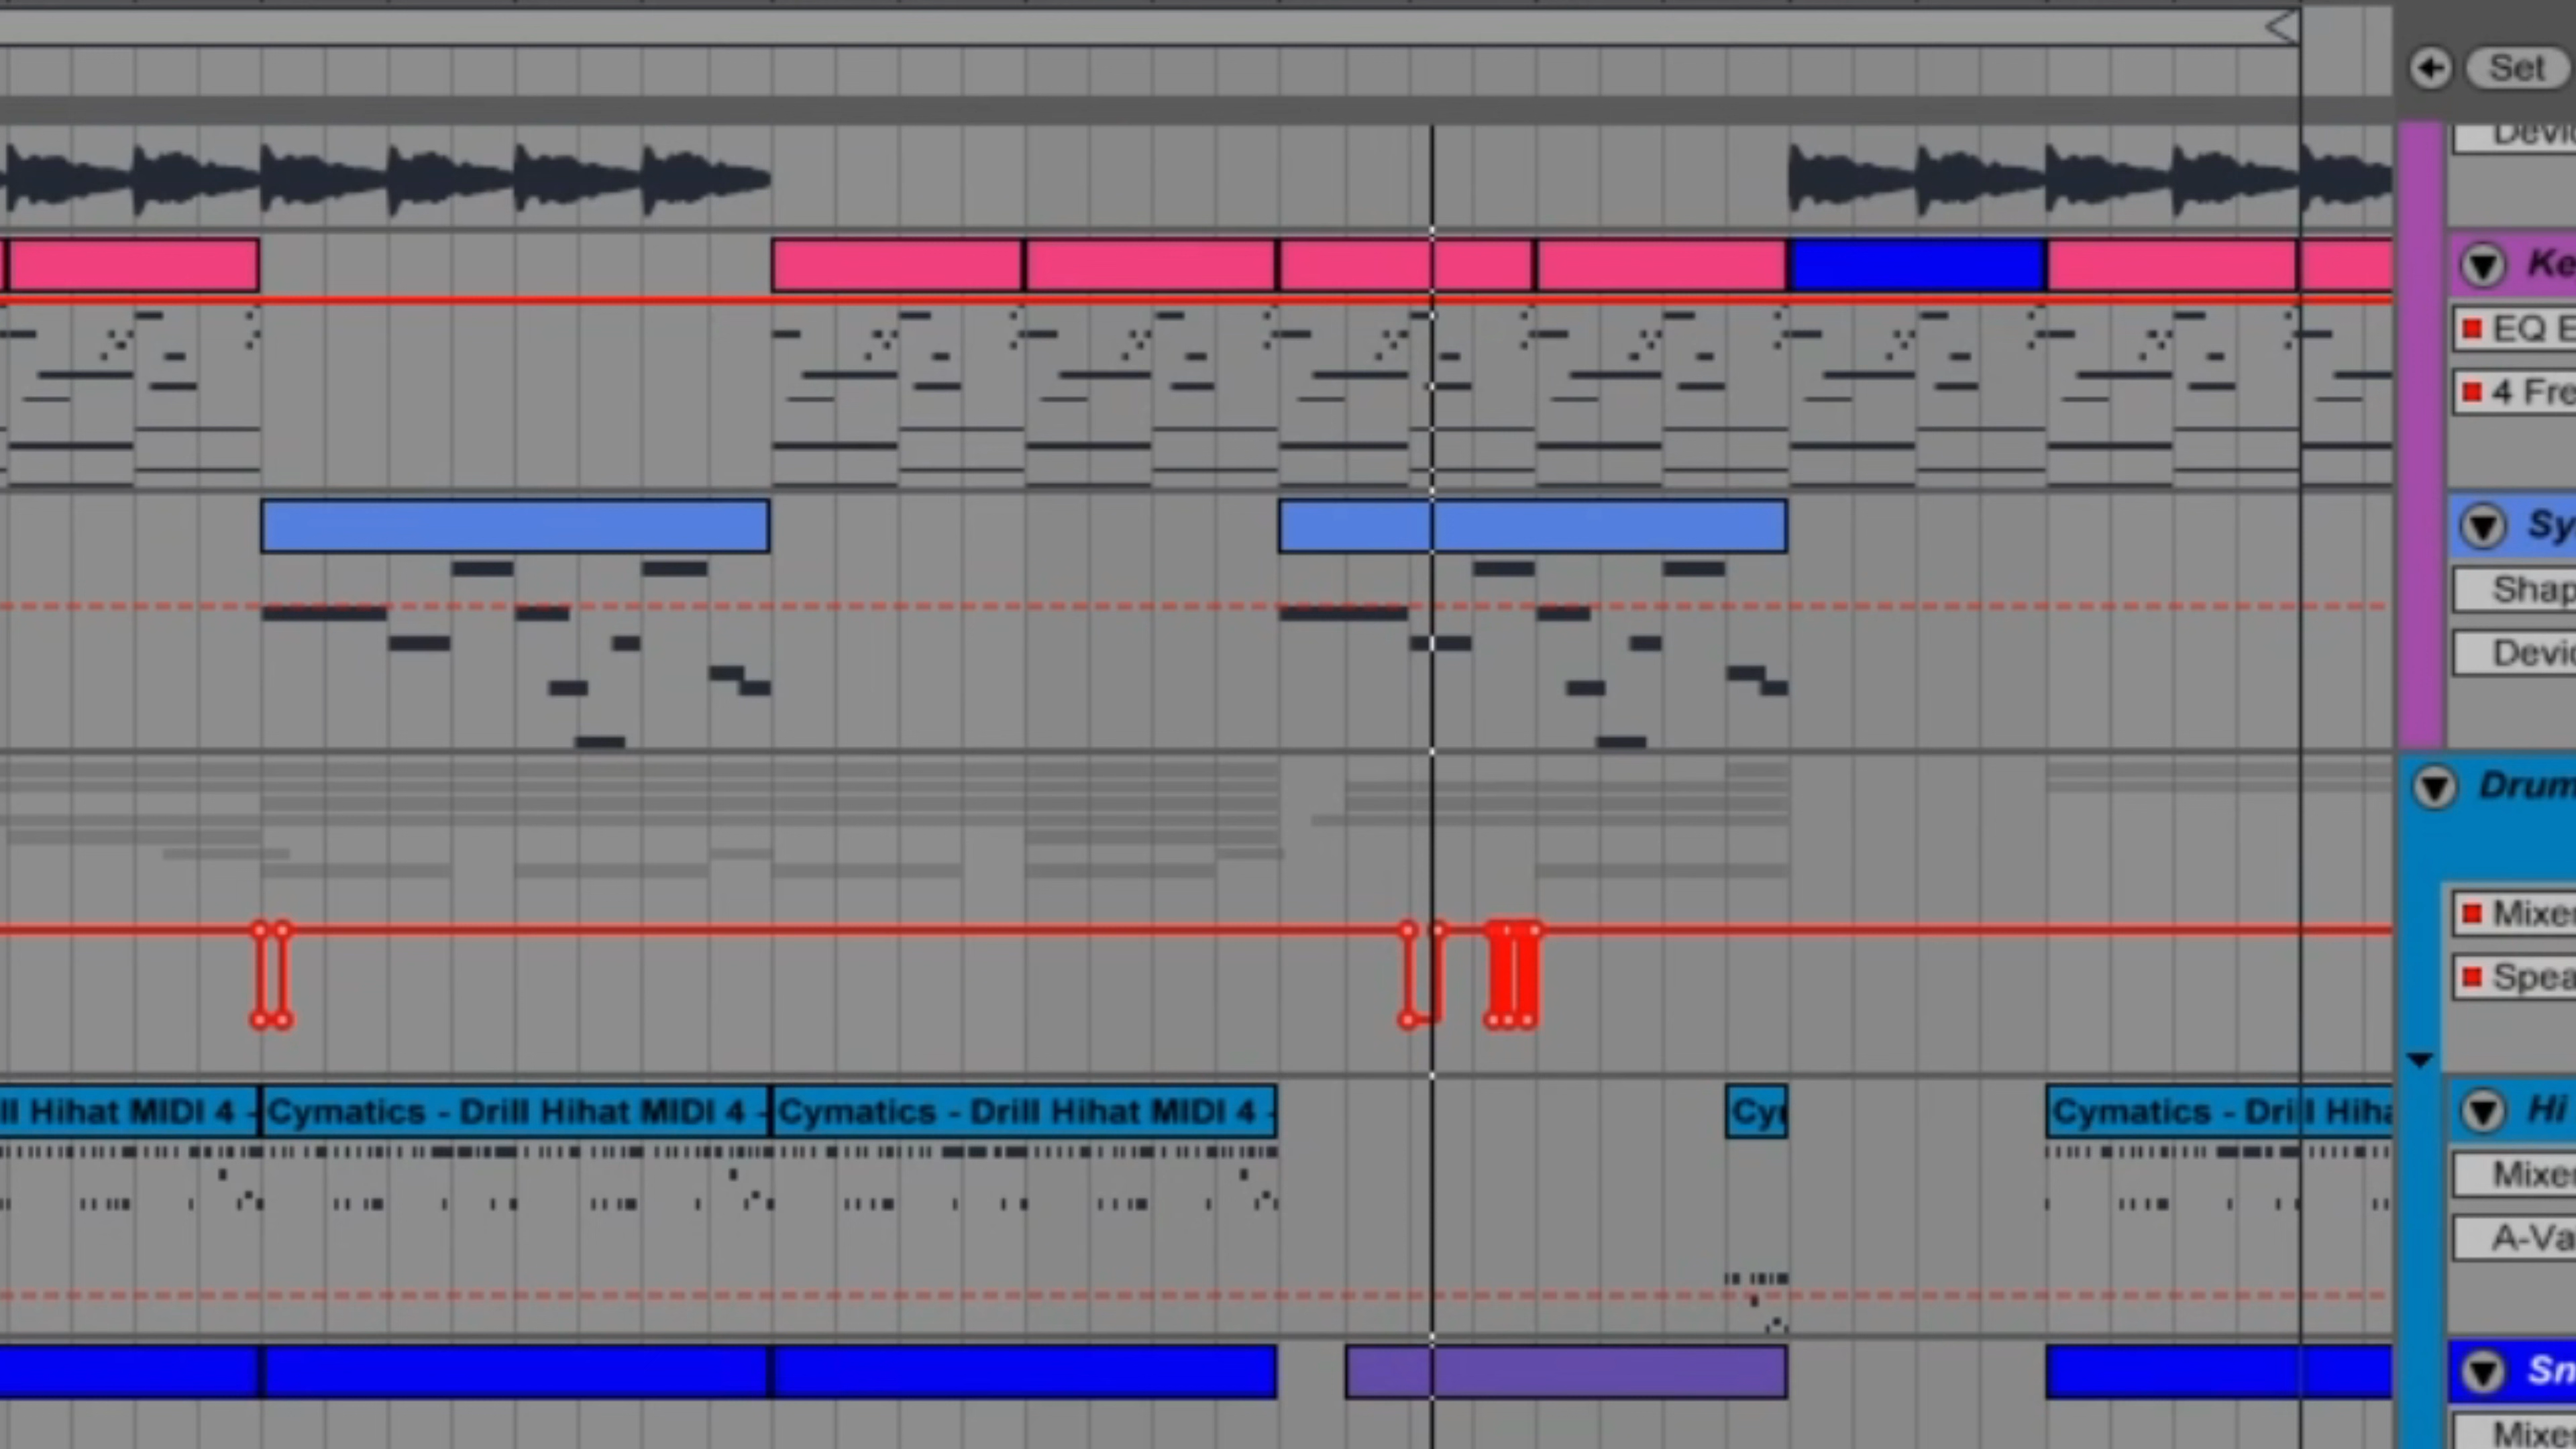 Set
Devi
Ke
EQ E
4 Fre
Sy
Shap
Devi
Drum
Mixe
Spea
ll Hihat MIDI 4 -
Cymatics - Drill Hihat MIDI 4 -
Cymatics - Drill Hihat MIDI 4 -
Cy
Cymatics - Drill Hiha
Hi
Mixe
A-Va
Sn
Mixe